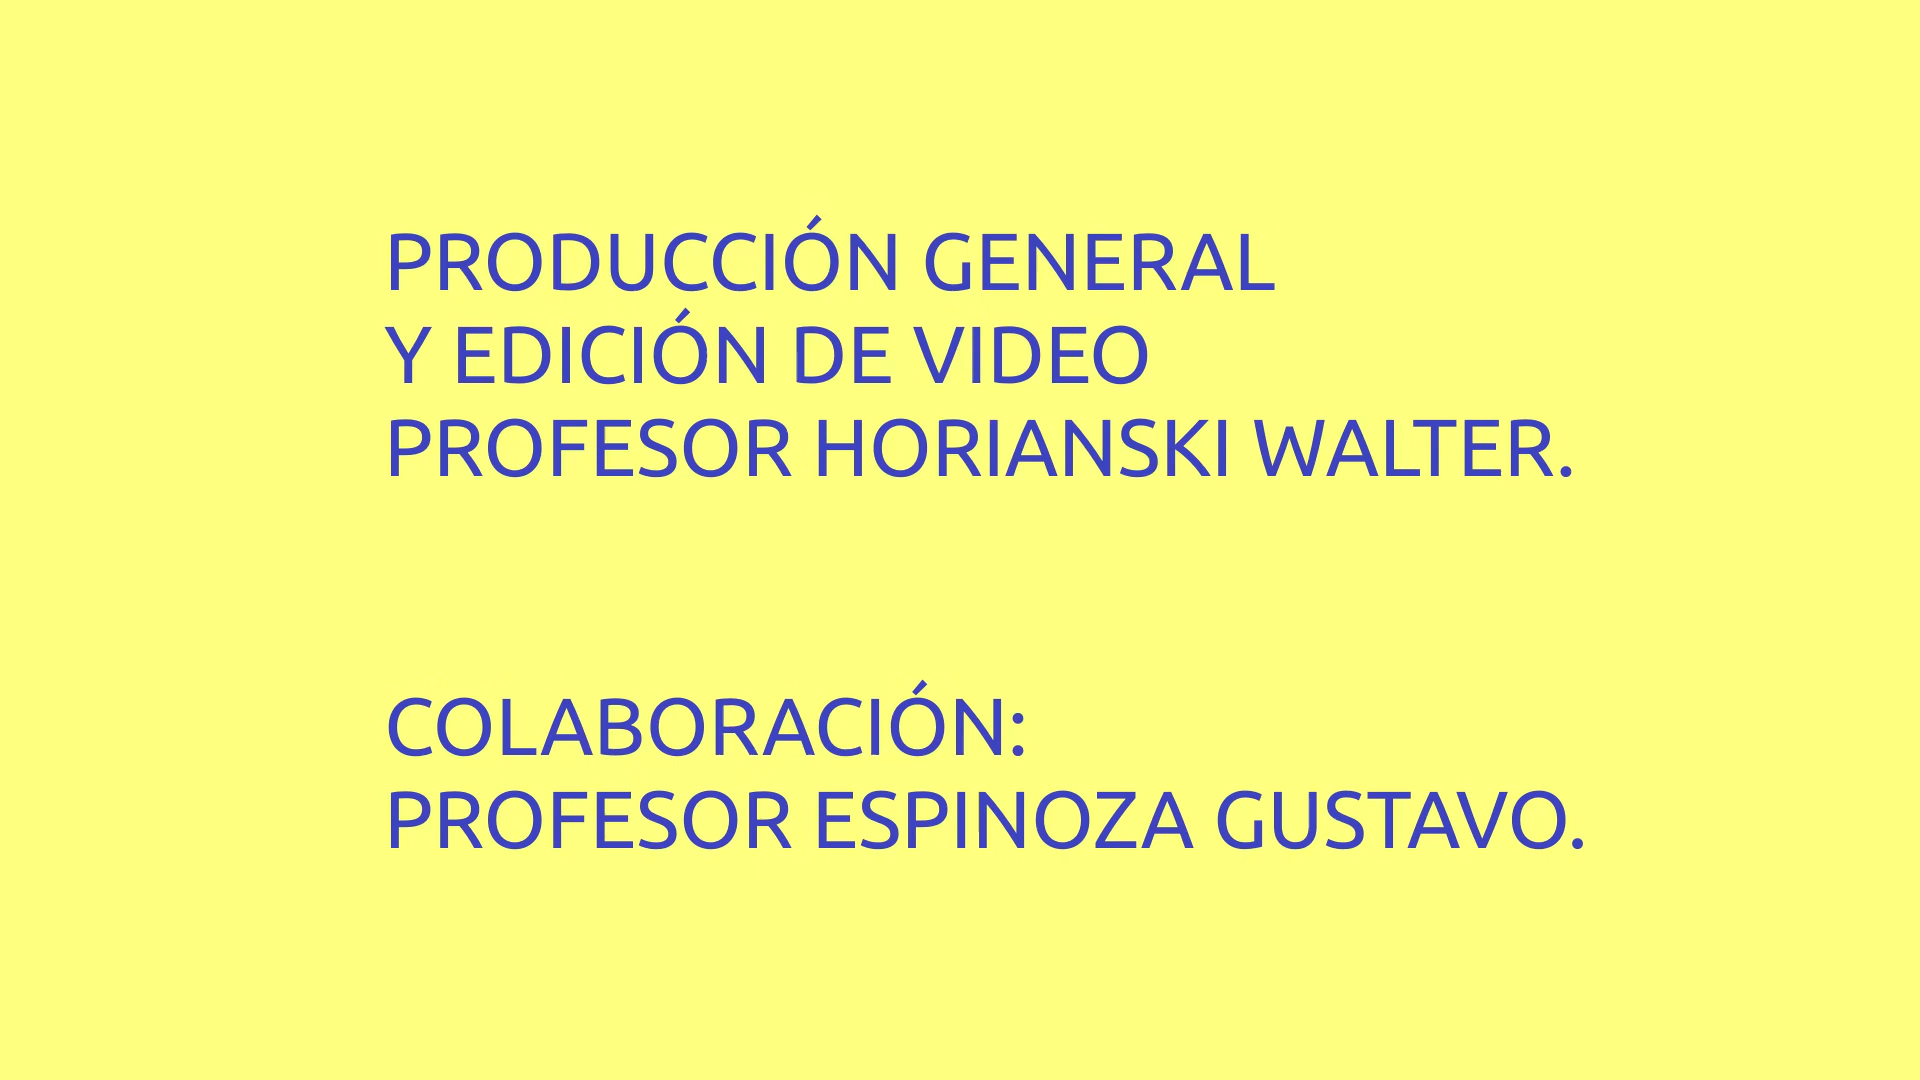 PRODUCCIÓN GENERAL
Y EDICIÓN DE VIDEO
PROFESOR HORIANSKI WALTER.
COLABORACIÓN:
PROFESOR ESPINOZA GUSTAVO.